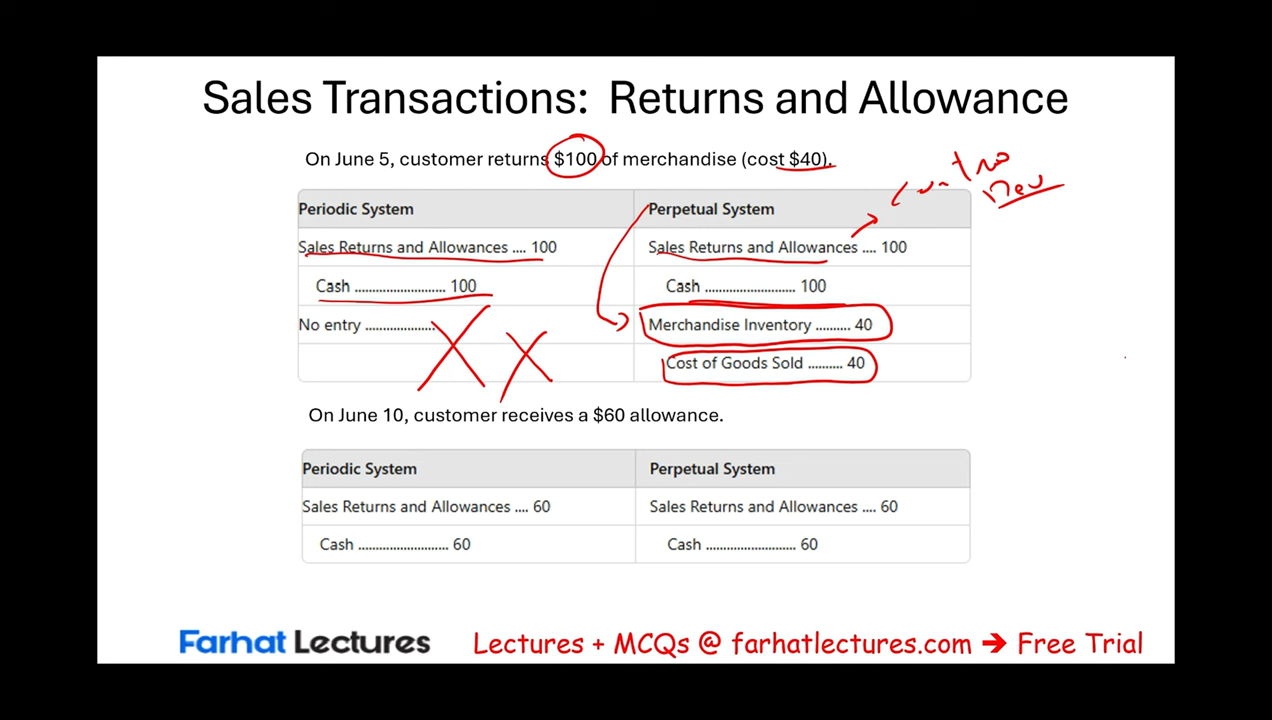 Sales Transactions: Returns and Allowance
On June 5, customer returns $100 of merchandise (cost $40).
contra
Rev
Periodic System Perpetual System
Sales Returns and Allowances .... 100 Sales Returns and Allowances .... 100
Cash .......................... 100 Cash .......................... 100
No entry ..................... Merchandise Inventory .......... 40
Cost of Goods Sold .......... 40
On June 10, customer receives a $60 allowance.
Periodic System Perpetual System
Sales Returns and Allowances .... 60 Sales Returns and Allowances .... 60
Cash .......................... 60 Cash .......................... 60
Farhat Lectures Lectures + MCQs @ farhatlectures.com → Free Trial